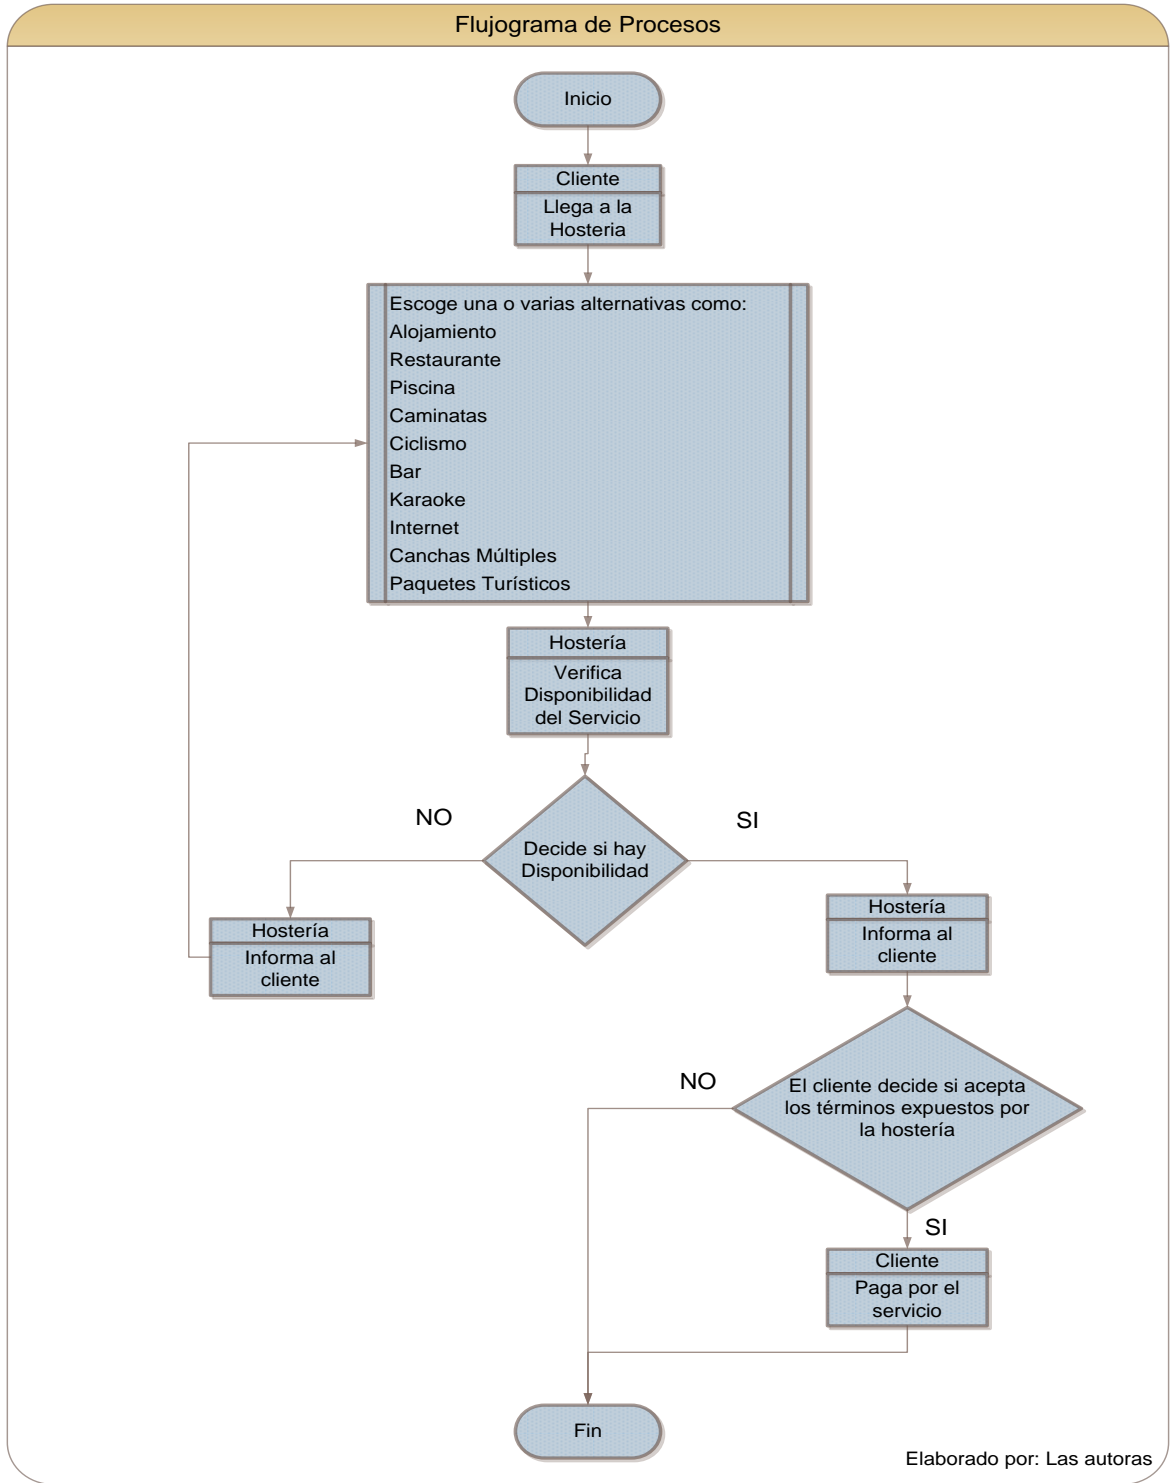 Flujograma de Procesos
Inicio
Cliente
Llega a la
Hosteria
Escoge una o varias alternativas como:
Alojamiento
Restaurante
Piscina
Caminatas
Ciclismo
Bar
Karaoke
Internet
Canchas Múltiples
Paquetes Turísticos
Hostería
Verifica
Disponibilidad
del Servicio
NO
SI
Decide si hay
Disponibilidad
Hostería
Informa al
cliente
Hostería
Informa al
cliente
NO
El cliente decide si acepta
los términos expuestos por
la hostería
SI
Cliente
Paga por el
servicio
Fin
Elaborado por: Las autoras